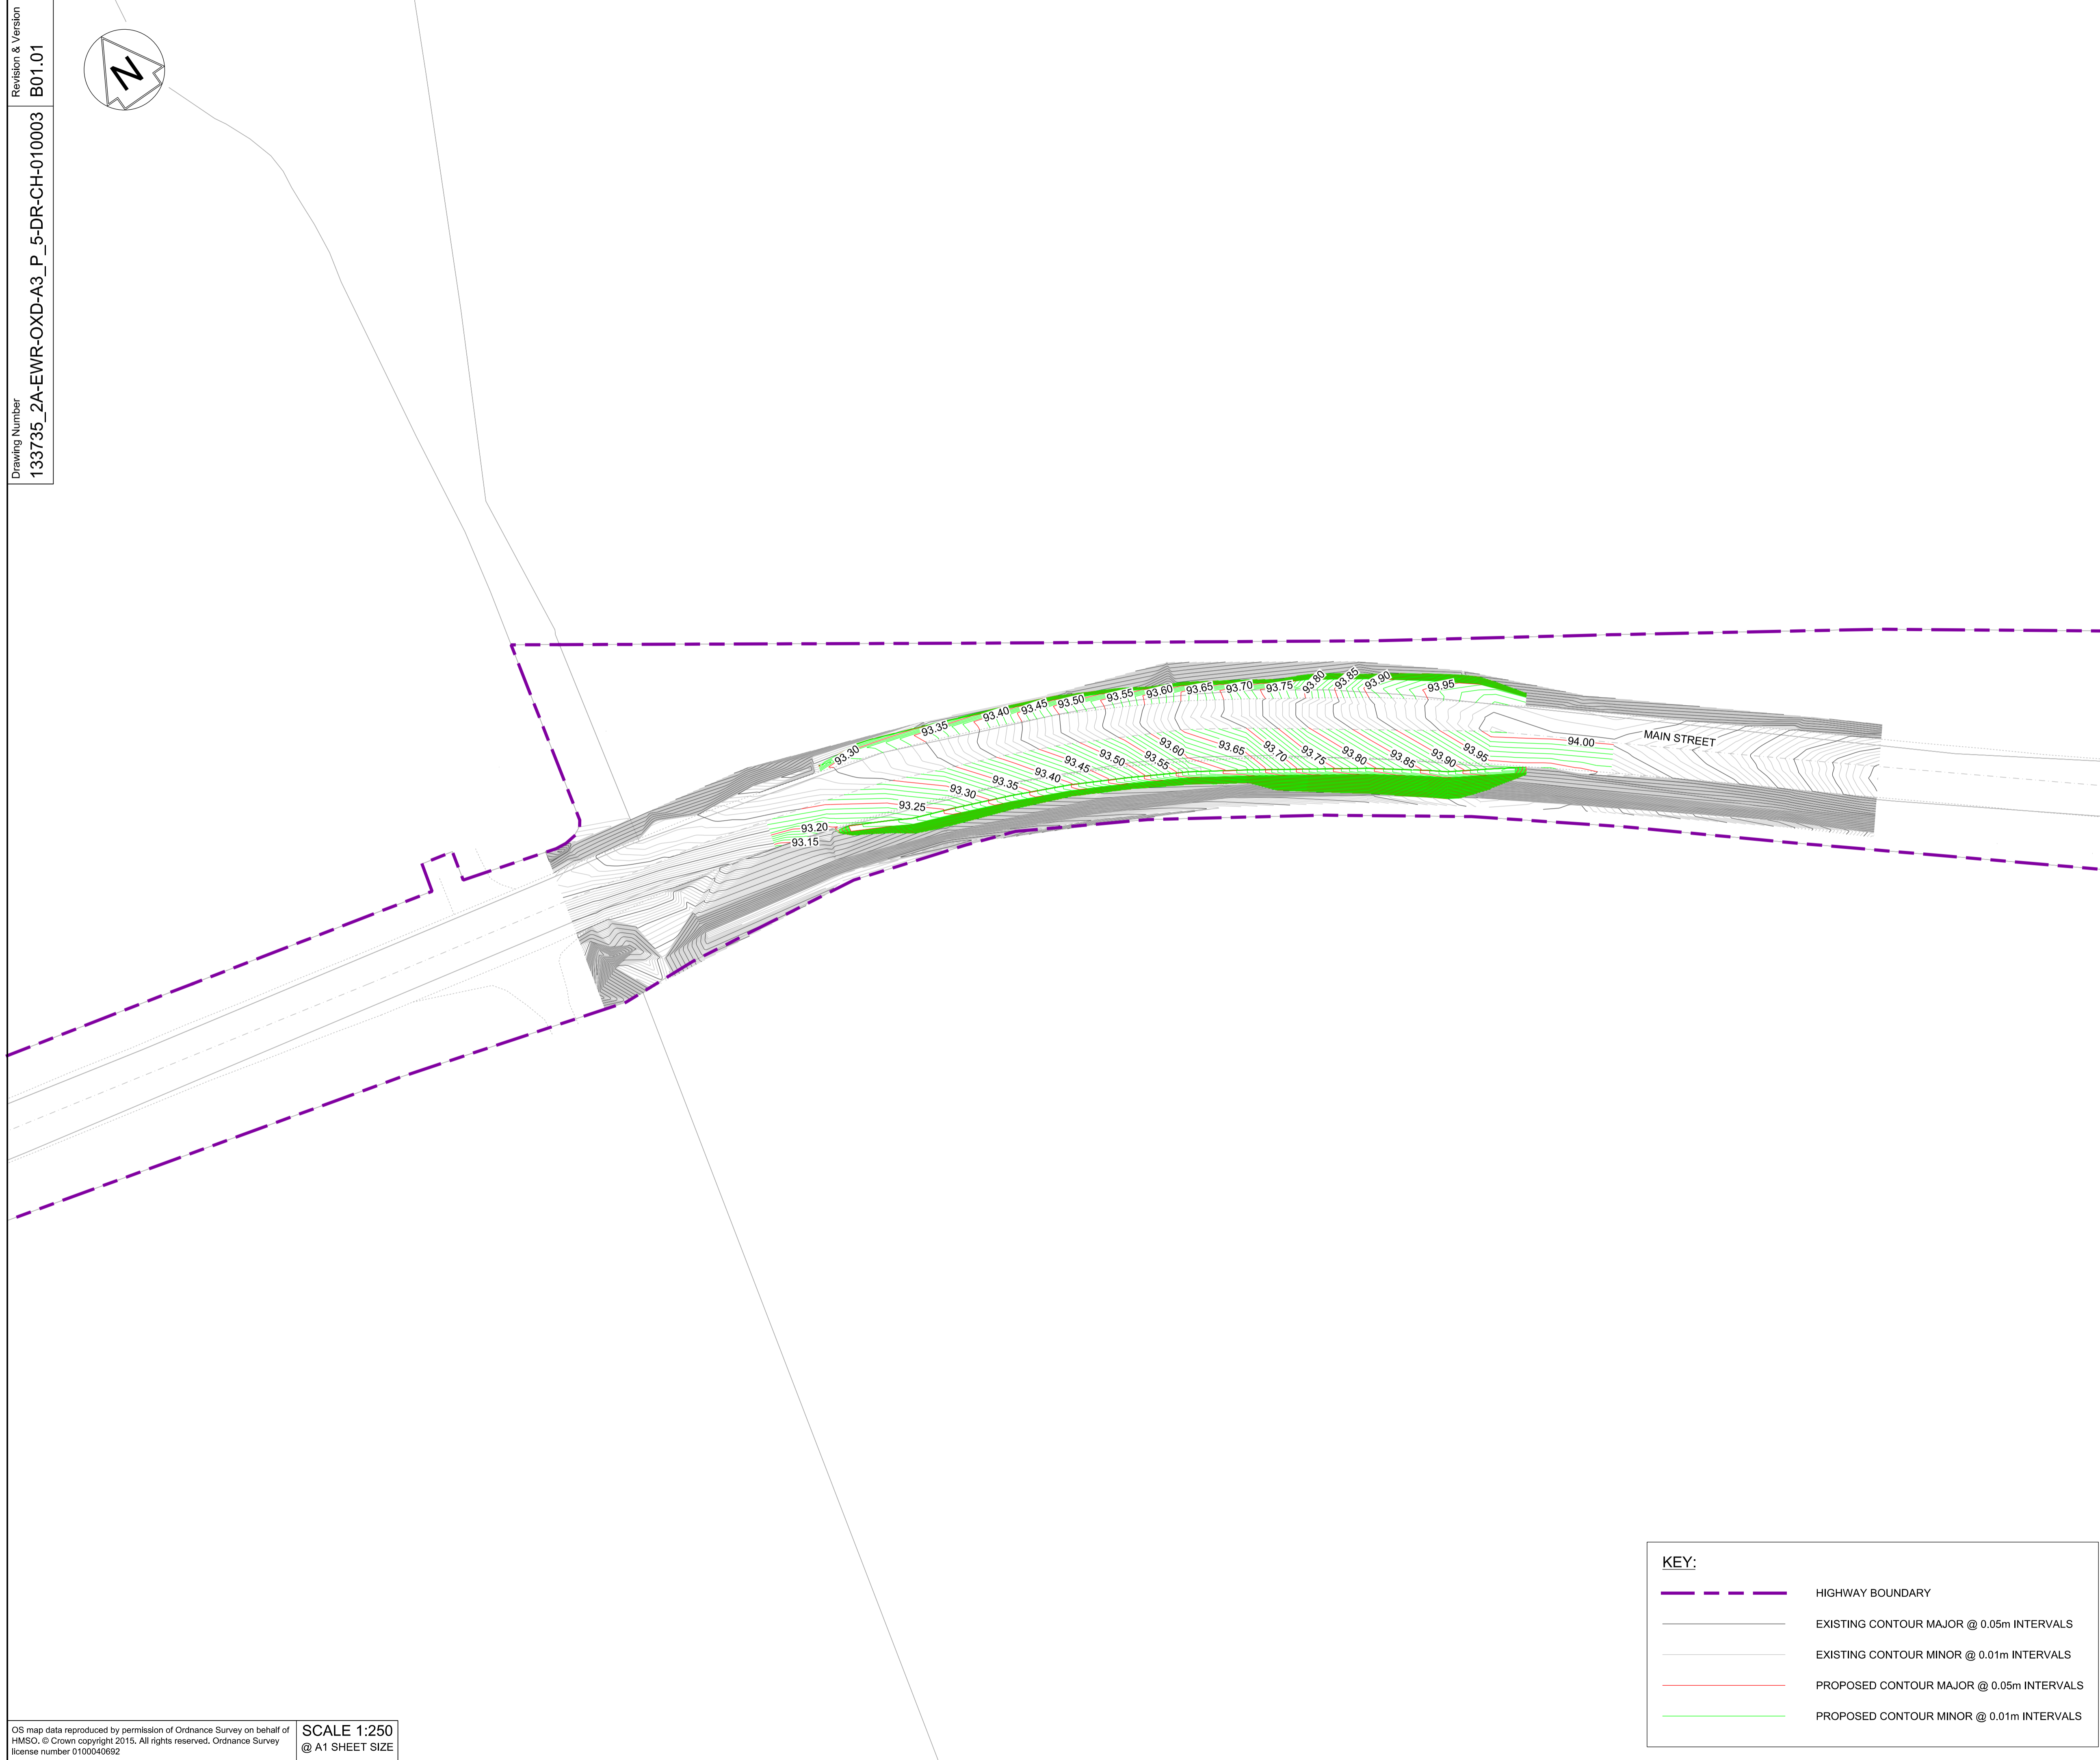 Revision & Version
B01.01
Drawing Number
133735_2A-EWR-OXD-A3_P_5-DR-CH-010003
N
93.30
93.35
93.40
93.45
93.50
93.55
93.60
93.65
93.70
93.75
93.80
93.85
93.90
93.95
94.00
MAIN STREET
93.15
93.20
93.25
93.30
93.35
93.40
93.45
93.50
93.55
93.60
93.65
93.70
93.75
93.80
93.85
93.90
93.95
KEY:
HIGHWAY BOUNDARY
EXISTING CONTOUR MAJOR @ 0.05m INTERVALS
EXISTING CONTOUR MINOR @ 0.01m INTERVALS
PROPOSED CONTOUR MAJOR @ 0.05m INTERVALS
PROPOSED CONTOUR MINOR @ 0.01m INTERVALS
OS map data reproduced by permission of Ordnance Survey on behalf of
HMSO. © Crown copyright 2015. All rights reserved. Ordnance Survey
license number 0100040692
SCALE 1:250
@ A1 SHEET SIZE